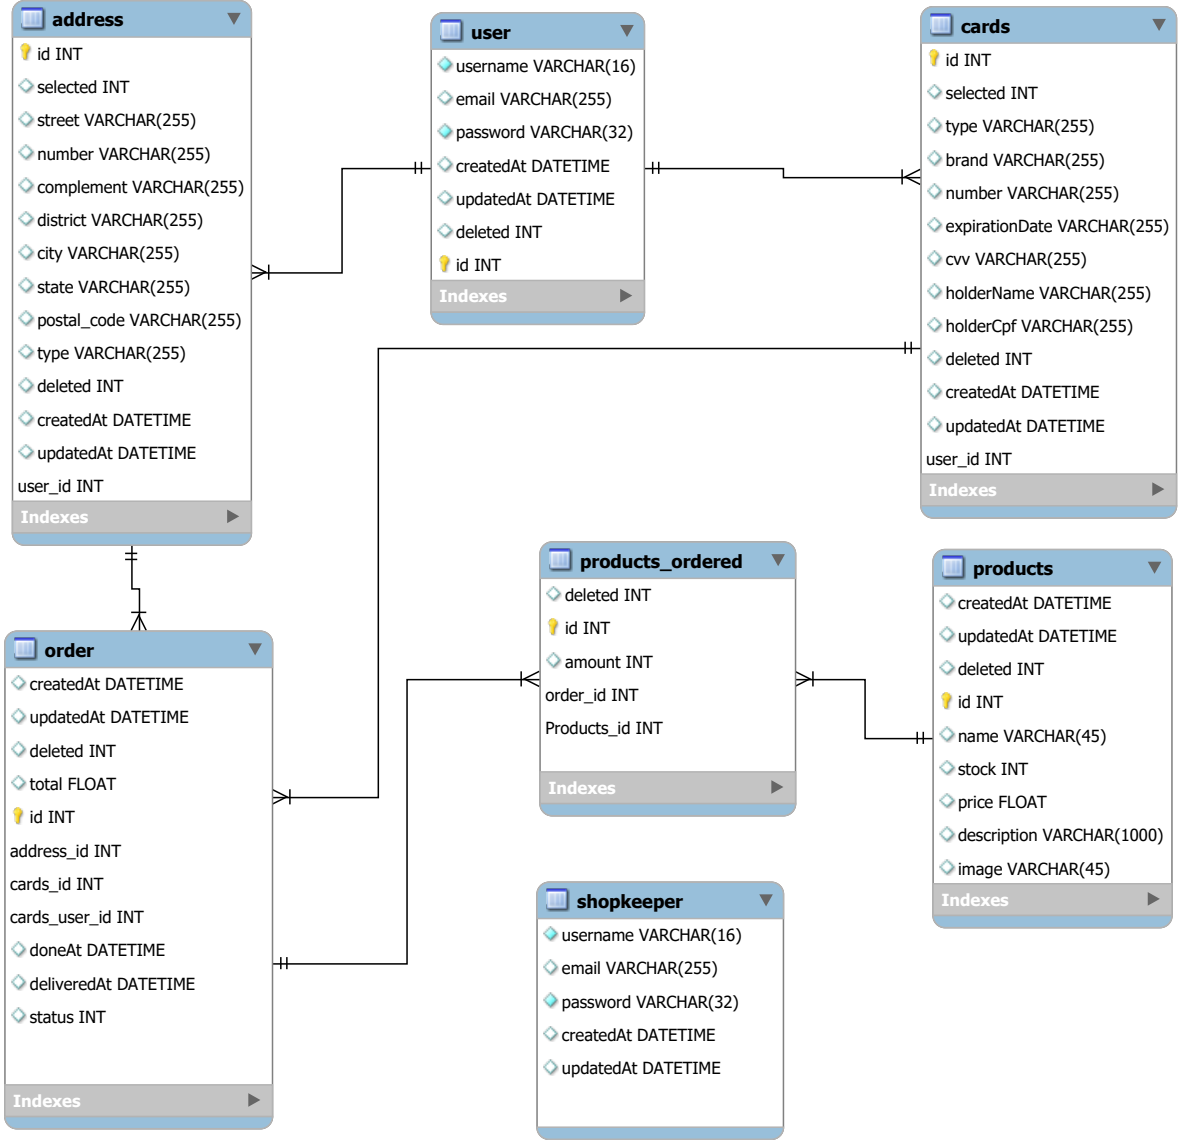 address
id INT
selected INT
street VARCHAR(255)
number VARCHAR(255)
complement VARCHAR(255)
district VARCHAR(255)
city VARCHAR(255)
state VARCHAR(255)
postal_code VARCHAR(255)
type VARCHAR(255)
deleted INT
createdAt DATETIME
updatedAt DATETIME
user_id INT
Indexes
user
username VARCHAR(16)
email VARCHAR(255)
password VARCHAR(32)
createdAt DATETIME
updatedAt DATETIME
deleted INT
id INT
Indexes
cards
id INT
selected INT
type VARCHAR(255)
brand VARCHAR(255)
number VARCHAR(255)
expirationDate VARCHAR(255)
cvv VARCHAR(255)
holderName VARCHAR(255)
holderCpf VARCHAR(255)
deleted INT
createdAt DATETIME
updatedAt DATETIME
user_id INT
Indexes
order
createdAt DATETIME
updatedAt DATETIME
deleted INT
total FLOAT
id INT
address_id INT
cards_id INT
cards_user_id INT
doneAt DATETIME
deliveredAt DATETIME
status INT
Indexes
products_ordered
deleted INT
id INT
amount INT
order_id INT
Products_id INT
Indexes
products
createdAt DATETIME
updatedAt DATETIME
deleted INT
id INT
name VARCHAR(45)
stock INT
price FLOAT
description VARCHAR(1000)
image VARCHAR(45)
Indexes
shopkeeper
username VARCHAR(16)
email VARCHAR(255)
password VARCHAR(32)
createdAt DATETIME
updatedAt DATETIME